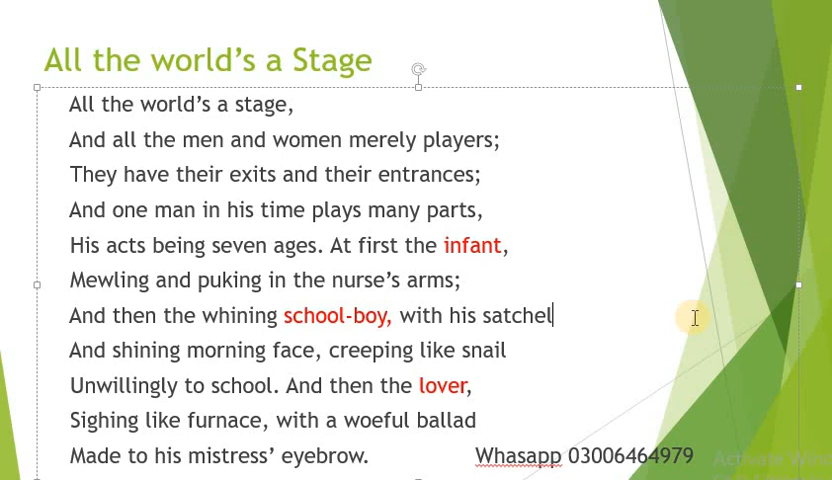 All the world's a Stage
All the world's a stage,
And all the men and women merely players;
They have their exits and their entrances;
And one man in his time plays many parts,
His acts being seven ages. At first the infant,
Mewling and puking in the nurse's arms;
And then the whining school-boy, with his satchel
And shining morning face, creeping like snail
Unwillingly to school. And then the lover,
Sighing like furnace, with a woeful ballad
Made to his mistress' eyebrow. Whasapp 03006464979
Activate Wind